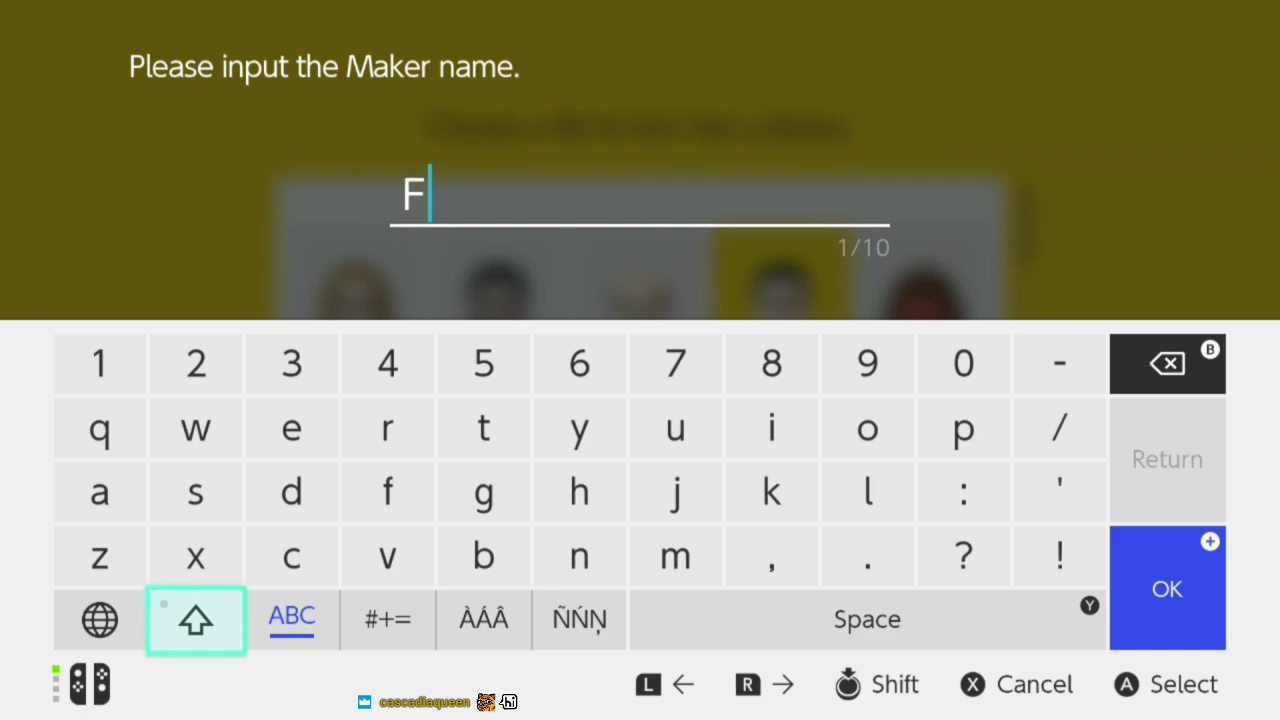 Please input the Maker name.
F
1/10
1 2 3 4 5 6 7 8 9 0 - B
q w e r t y u i o p / Return
a s d f g h j k l : '
z x c v b n m , . ? ! + OK
ABC #+= ÀÁÂ ÑŃŅ Space Y
L ← R → Shift X Cancel A Select
cascadiaqueen hi